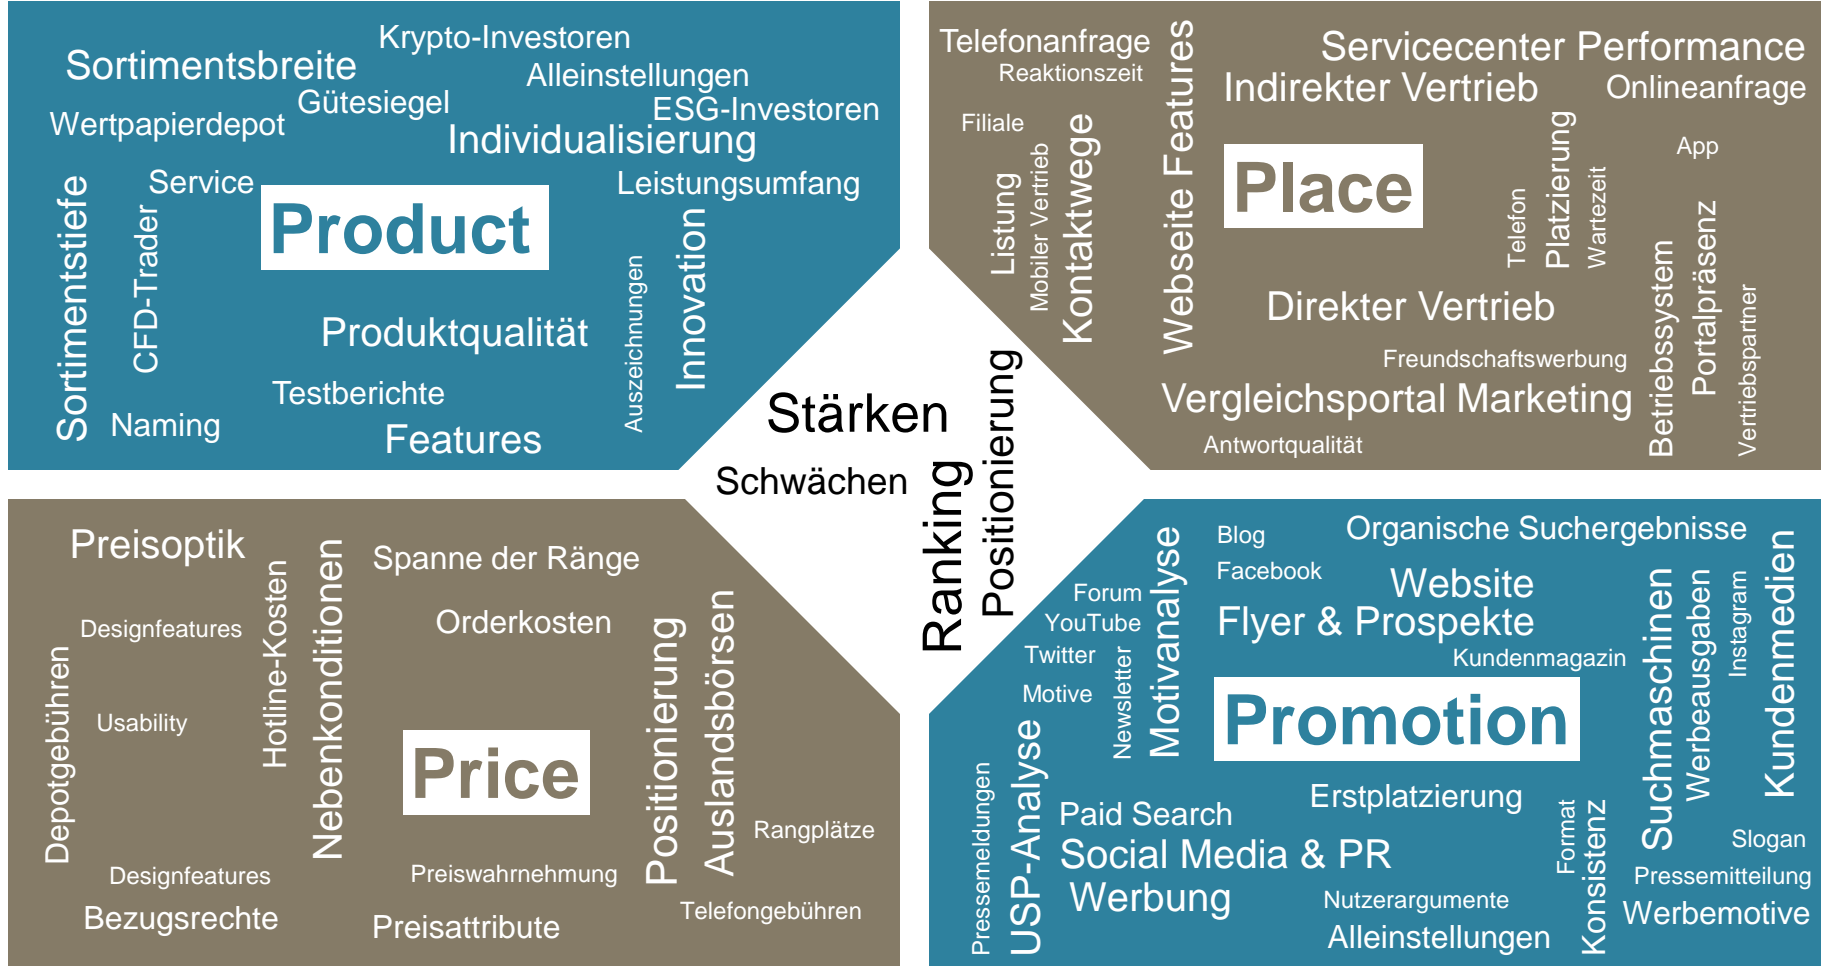 Krypto-Investoren
Sortimentsbreite
Alleinstellungen
Gütesiegel
ESG-Investoren
Wertpapierdepot
Individualisierung
Service
Leistungsumfang
Sortimentstiefe
CFD-Trader
Product
Innovation
Auszeichnungen
Produktqualität
Testberichte
Naming
Features
Telefonanfrage
Reaktionszeit
Webseite Features
Servicecenter Performance
Indirekter Vertrieb
Onlineanfrage
Filiale
Kontaktwege
Platzierung
App
Listung
Mobiler Vertrieb
Place
Telefon
Wartezeit
Portalpräsenz
Betriebssystem
Vertriebspartner
Direkter Vertrieb
Freundschaftswerbung
Vergleichsportal Marketing
Antwortqualität
Stärken
Schwächen
Ranking
Positionierung
Preisoptik
Spanne der Ränge
Designfeatures
Hotline-Kosten
Nebenkonditionen
Orderkosten
Positionierung
Auslandsbörsen
Depotgebühren
Usability
Price
Rangplätze
Designfeatures
Preiswahrnehmung
Bezugsrechte
Preisattribute
Telefongebühren
Blog
Organische Suchergebnisse
Facebook
Website
Forum
YouTube
Flyer & Prospekte
Twitter
Kundenmagazin
Motive
Newsletter
Motivanalyse
Suchmaschinen
Werbeausgaben
Instagram
Kundenmedien
Promotion
Pressemeldungen
USP-Analyse
Erstplatzierung
Paid Search
Social Media & PR
Werbung
Format
Konsistenz
Slogan
Pressemitteilung
Nutzerargumente
Werbemotive
Alleinstellungen